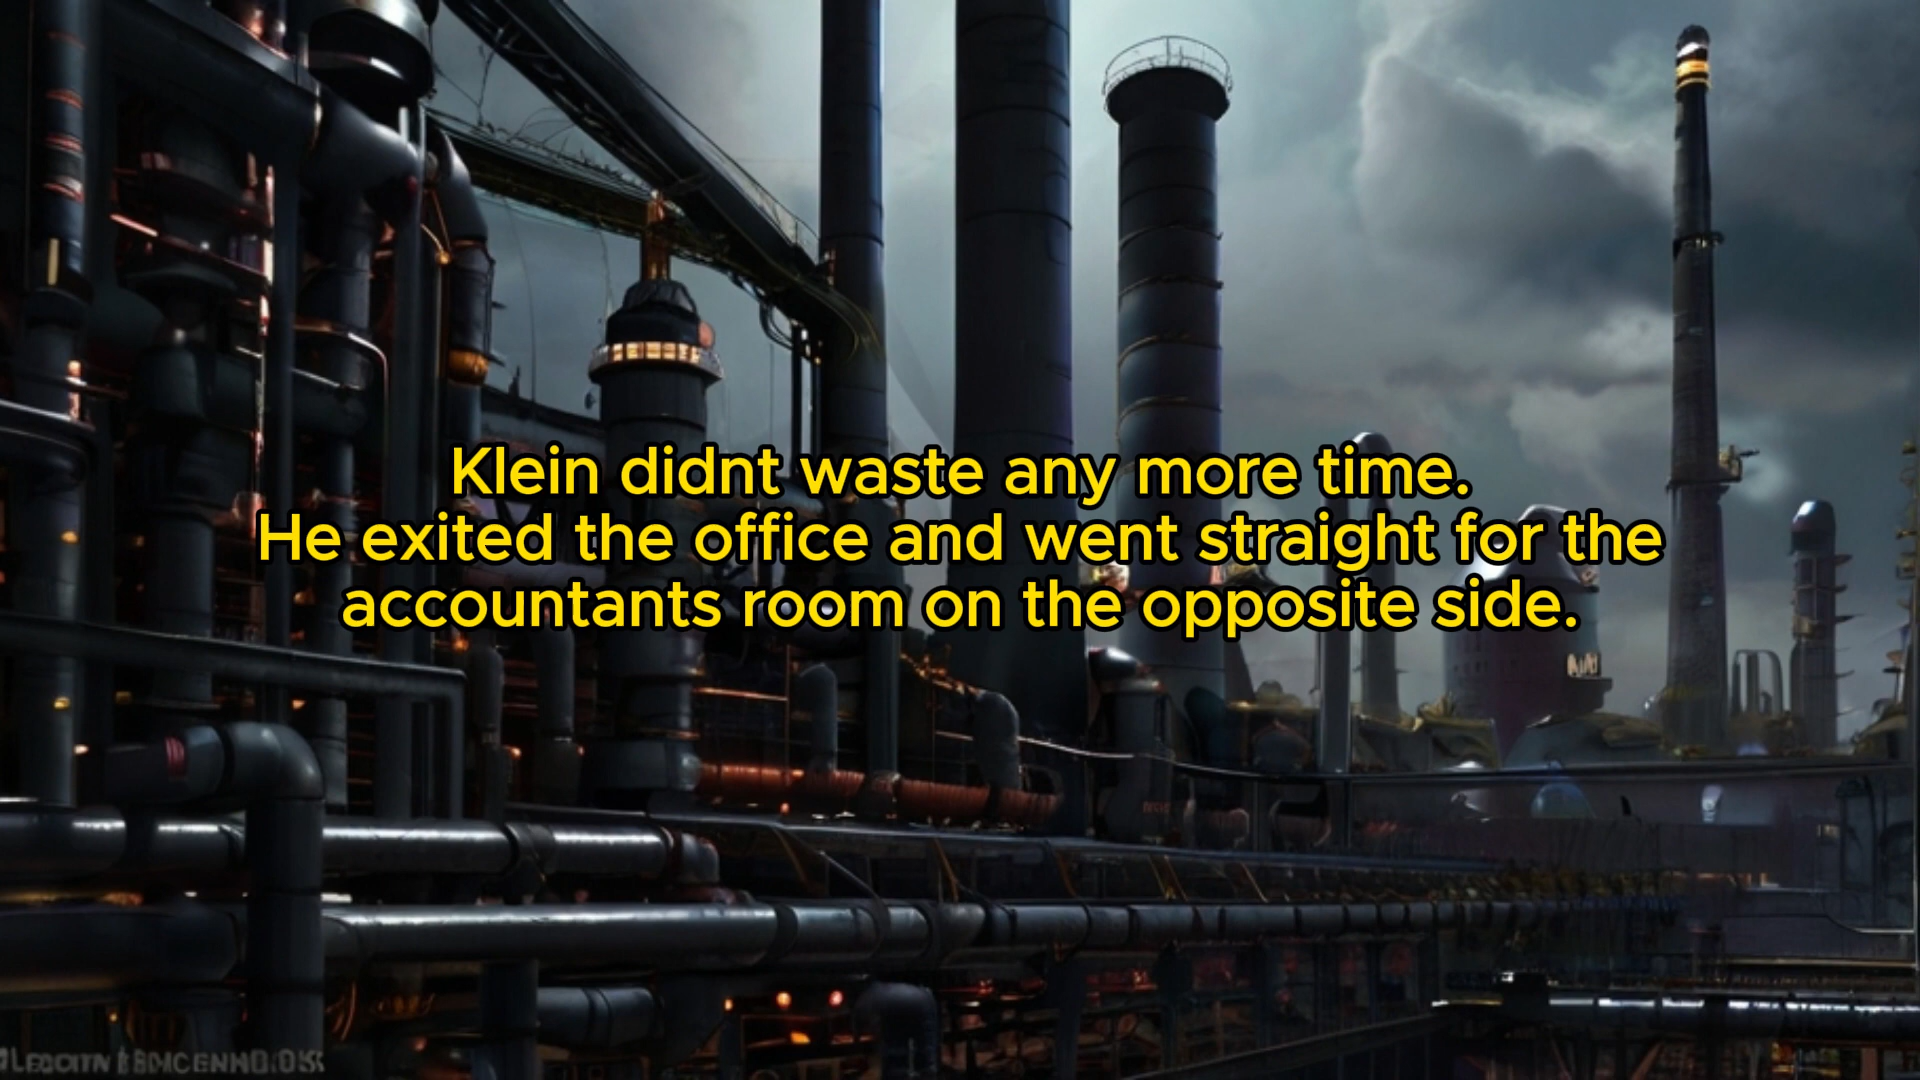 Klein didnt waste any more time.
He exited the office and went straight for the
accountants room on the opposite side.